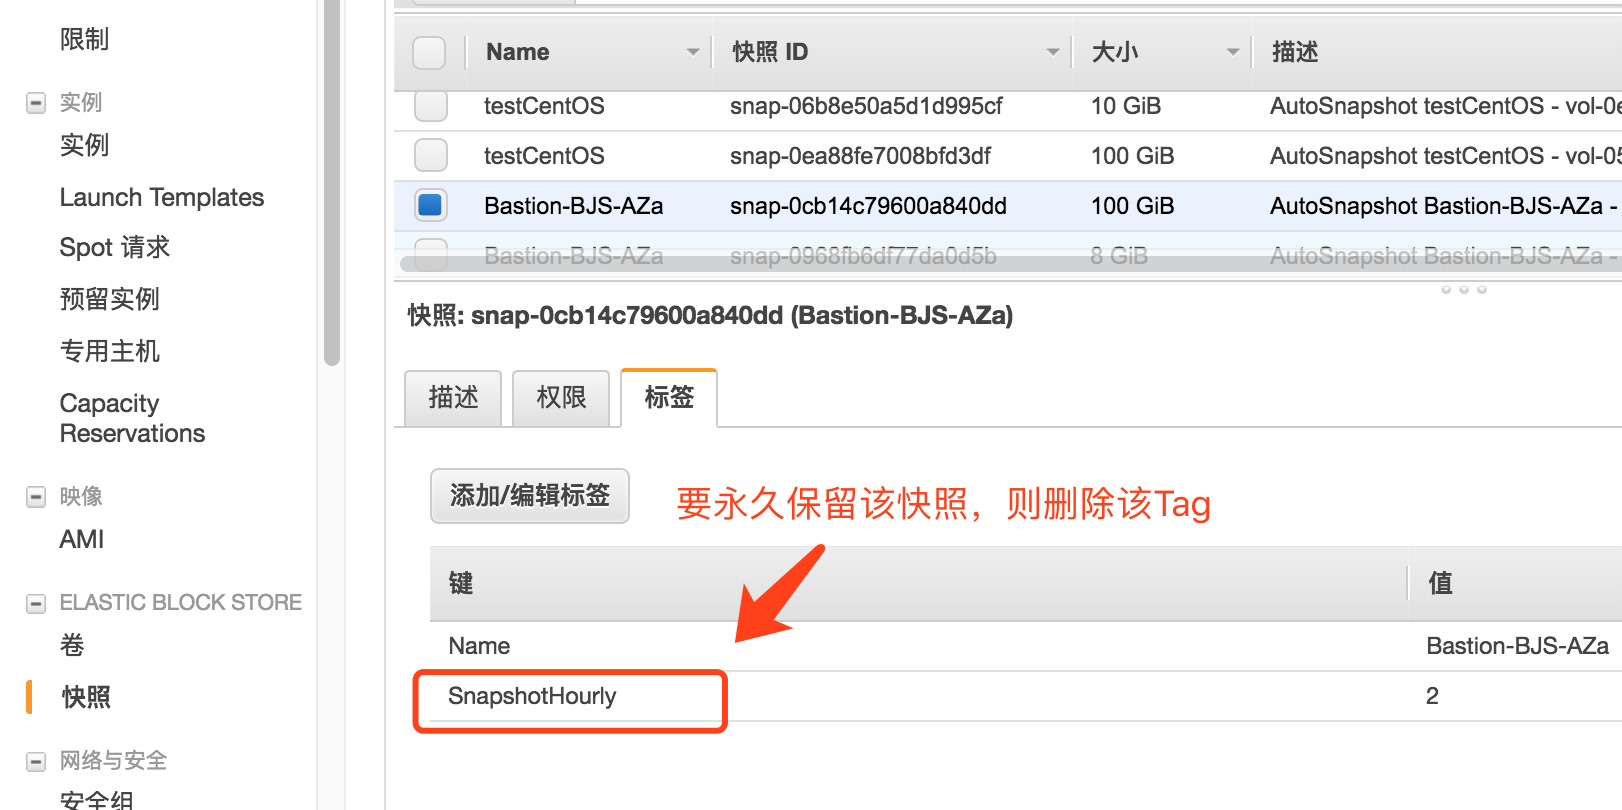 限制
实例
实例
Launch Templates
Spot 请求
预留实例
专用主机
Capacity
Reservations
映像
AMI
ELASTIC BLOCK STORE
卷
快照
网络与安全
安全组
Name 快照 ID 大小 描述
testCentOS snap-06b8e50a5d1d995cf 10 GiB AutoSnapshot testCentOS - vol-0e
testCentOS snap-0ea88fe7008bfd3df 100 GiB AutoSnapshot testCentOS - vol-05
Bastion-BJS-AZa snap-0cb14c79600a840dd 100 GiB AutoSnapshot Bastion-BJS-AZa -
Bastion-BJS-AZa snap-0968fb6df77da0d5b 8 GiB AutoSnapshot Bastion-BJS-AZa -
快照: snap-0cb14c79600a840dd (Bastion-BJS-AZa)
描述 权限 标签
添加/编辑标签 要永久保留该快照，则删除该Tag
键 值
Name Bastion-BJS-AZa
SnapshotHourly 2